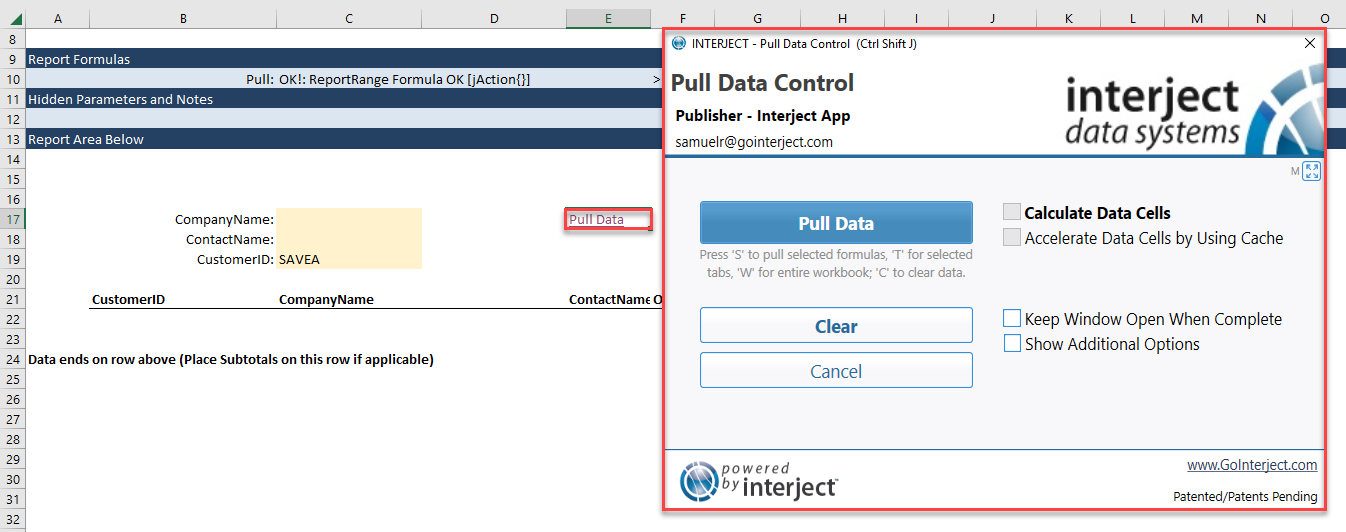 A B C D E F G H I J K L M N O
8
9 Report Formulas
10 Pull: OK!: ReportRange Formula OK [jAction{}] >
11 Hidden Parameters and Notes
12
13 Report Area Below
14
15
16
17 CompanyName: Pull Data
18 ContactName:
19 CustomerID: SAVEA
20
21 CustomerID CompanyName ContactName O
22
23
24 Data ends on row above (Place Subtotals on this row if applicable)
25
26
27
28
29
30
31
32
INTERJECT - Pull Data Control (Ctrl Shift J)
Pull Data Control
Publisher - Interject App
samuelr@gointerject.com
interject
data systems
M
Pull Data
Press 'S' to pull selected formulas, 'T' for selected
tabs, 'W' for entire workbook; 'C' to clear data.
Clear
Cancel
Calculate Data Cells
Accelerate Data Cells by Using Cache
Keep Window Open When Complete
Show Additional Options
powered
by interject
www.GoInterject.com
Patented/Patents Pending